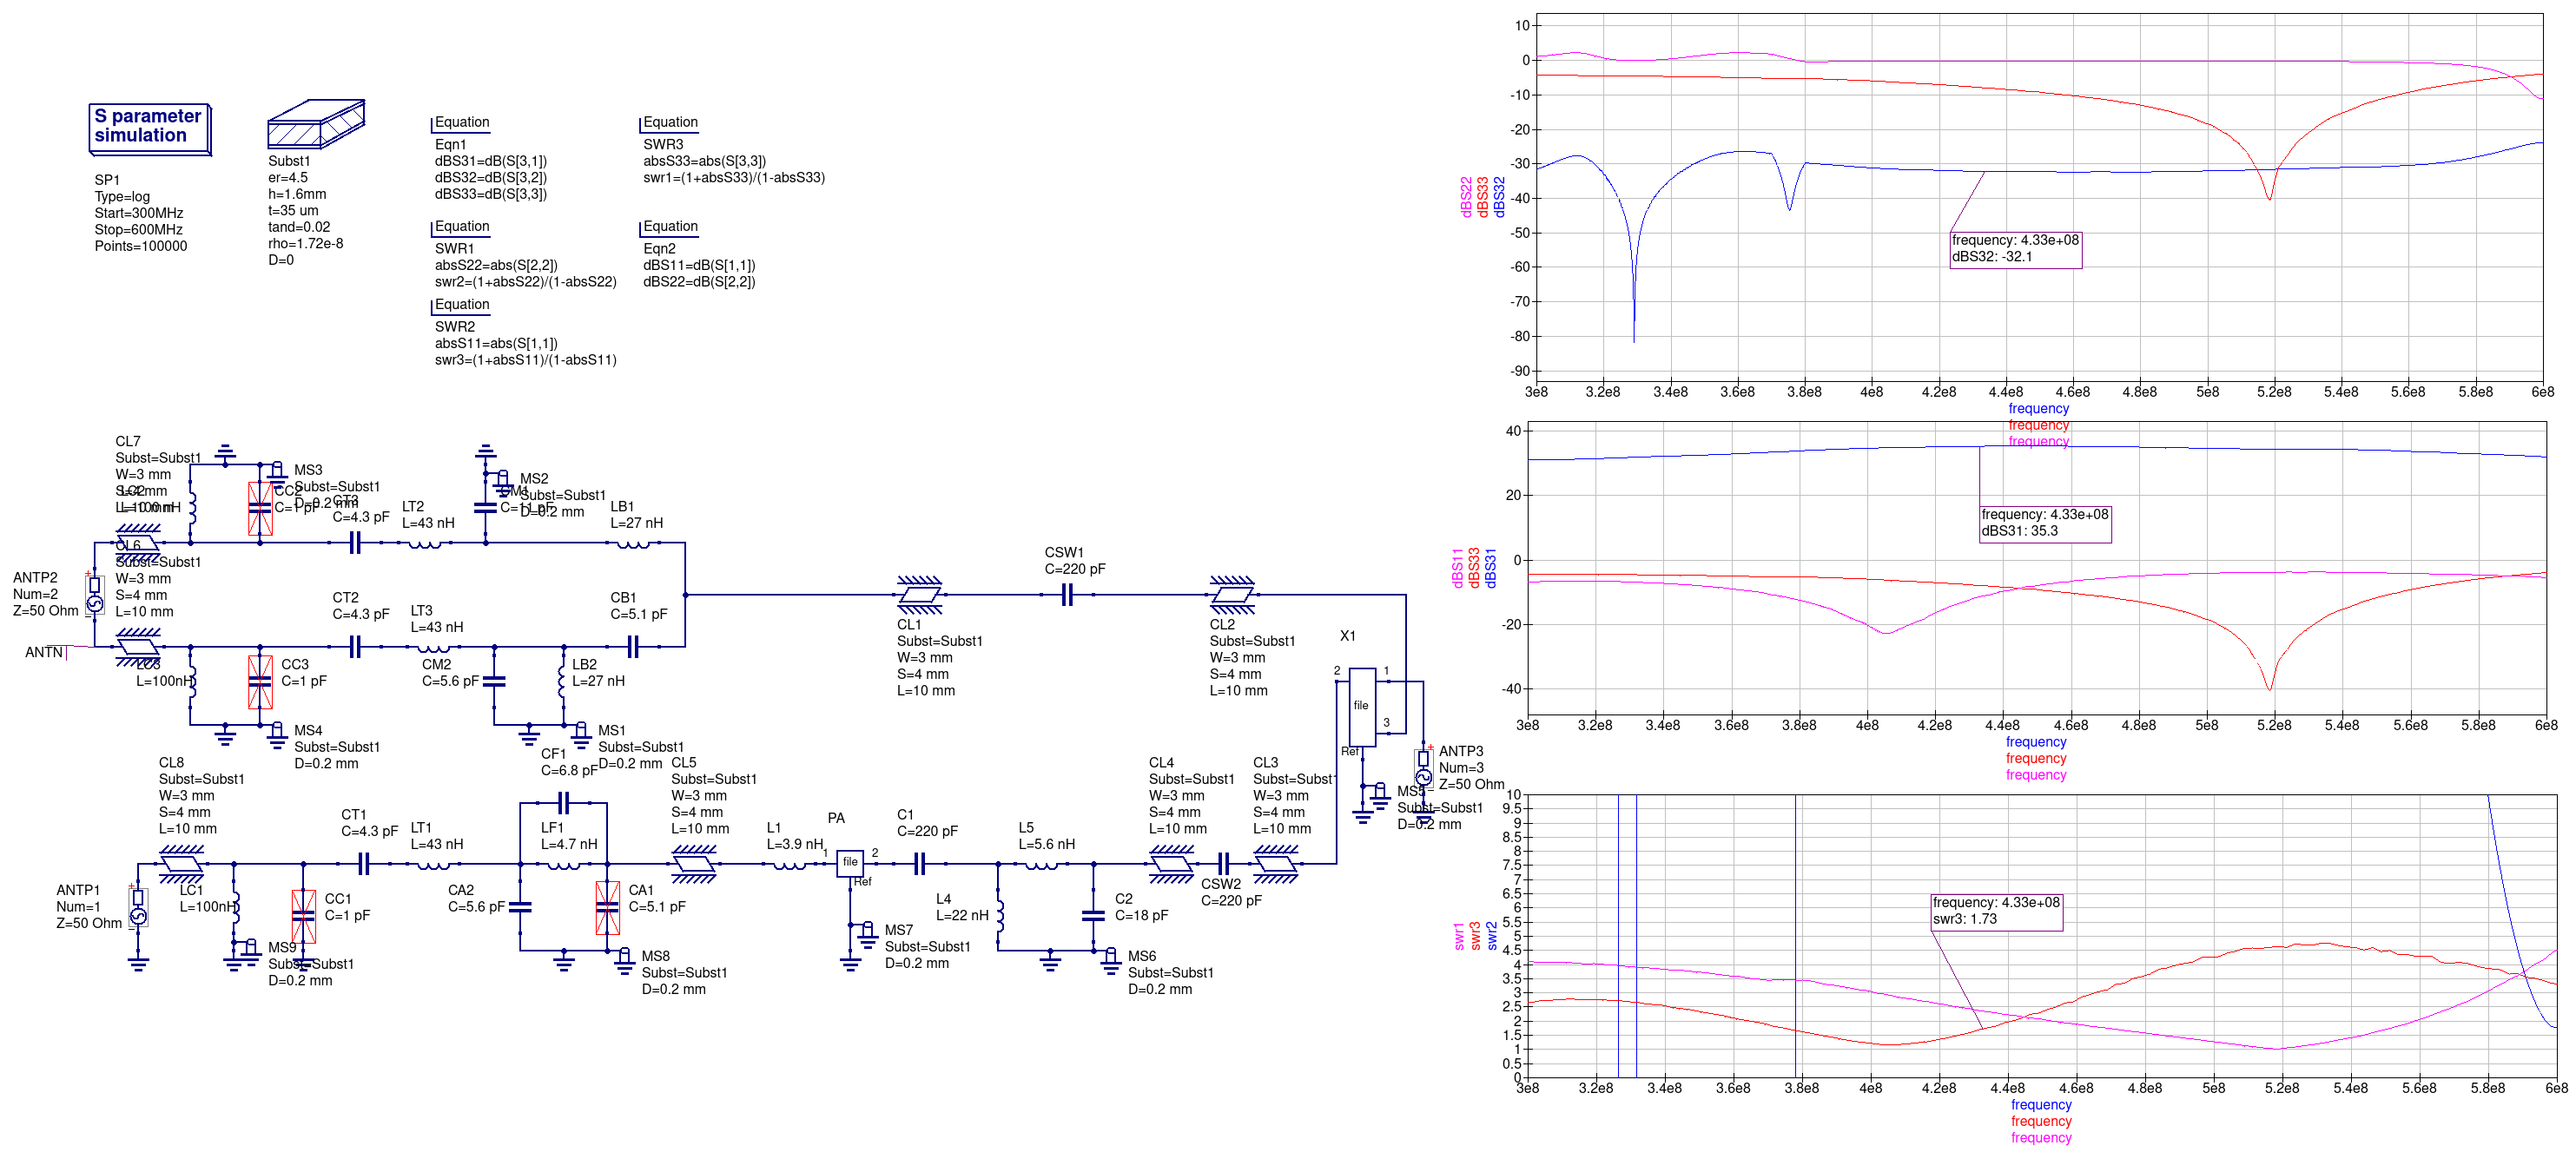 S parameter
simulation
SP1
Type=log
Start=300MHz
Stop=600MHz
Points=100000
Subst1
er=4.5
h=1.6mm
t=35 um
tand=0.02
rho=1.72e-8
D=0
Equation
Eqn1
dBS31=dB(S[3,1])
dBS32=dB(S[3,2])
dBS33=dB(S[3,3])
Equation
SWR3
absS33=abs(S[3,3])
swr1=(1+absS33)/(1-absS33)
Equation
SWR1
absS22=abs(S[2,2])
swr2=(1+absS22)/(1-absS22)
Equation
Eqn2
dBS11=dB(S[1,1])
dBS22=dB(S[2,2])
Equation
SWR2
absS11=abs(S[1,1])
swr3=(1+absS11)/(1-absS11)
CL7
Subst=Subst1
W=3 mm
S=4 mm
L=10 mm
LC2
L=100nH
CC2
C=1 pF
MS3
Subst=Subst1
D=0.2 mm
CT3
C=4.3 pF
LT2
L=43 nH
CM1
C=11 pF
MS2
Subst=Subst1
D=0.2 mm
LB1
L=27 nH
ANTP2
Num=2
Z=50 Ohm
CL6
Subst=Subst1
W=3 mm
S=4 mm
L=10 mm
ANTN
LC3
L=100nH
CC3
C=1 pF
MS4
Subst=Subst1
D=0.2 mm
CT2
C=4.3 pF
LT3
L=43 nH
CM2
C=5.6 pF
LB2
L=27 nH
CB1
C=5.1 pF
MS1
Subst=Subst1
D=0.2 mm
CL1
Subst=Subst1
W=3 mm
S=4 mm
L=10 mm
CSW1
C=220 pF
CL2
Subst=Subst1
W=3 mm
S=4 mm
L=10 mm
X1
2
1
file
3
Ref
MS5
Subst=Subst1
D=0.2 mm
ANTP3
Num=3
Z=50 Ohm
ANTP1
Num=1
Z=50 Ohm
CL8
Subst=Subst1
W=3 mm
S=4 mm
L=10 mm
LC1
L=100nH
CC1
C=1 pF
MS9
Subst=Subst1
D=0.2 mm
CT1
C=4.3 pF
LT1
L=43 nH
CF1
C=6.8 pF
LF1
L=4.7 nH
CA2
C=5.6 pF
CA1
C=5.1 pF
MS8
Subst=Subst1
D=0.2 mm
CL5
Subst=Subst1
W=3 mm
S=4 mm
L=10 mm
L1
L=3.9 nH
PA
1
file
2
Ref
MS7
Subst=Subst1
D=0.2 mm
C1
C=220 pF
L4
L=22 nH
L5
L=5.6 nH
C2
C=18 pF
MS6
Subst=Subst1
D=0.2 mm
CL4
Subst=Subst1
W=3 mm
S=4 mm
L=10 mm
CSW2
C=220 pF
CL3
Subst=Subst1
W=3 mm
S=4 mm
L=10 mm
dBS22
dBS33
dBS32
10
0
-10
-20
-30
-40
-50
-60
-70
-80
-90
frequency: 4.33e+08
dBS32: -32.1
3e8 3.2e8 3.4e8 3.6e8 3.8e8 4e8 4.2e8 4.4e8 4.6e8 4.8e8 5e8 5.2e8 5.4e8 5.6e8 5.8e8 6e8
frequency
frequency
frequency
dBS11
dBS33
dBS31
40
20
0
-20
-40
frequency: 4.33e+08
dBS31: 35.3
3e8 3.2e8 3.4e8 3.6e8 3.8e8 4e8 4.2e8 4.4e8 4.6e8 4.8e8 5e8 5.2e8 5.4e8 5.6e8 5.8e8 6e8
frequency
frequency
frequency
swr1
swr3
swr2
10
9.5
9
8.5
8
7.5
7
6.5
6
5.5
5
4.5
4
3.5
3
2.5
2
1.5
1
0.5
0
frequency: 4.33e+08
swr3: 1.73
3e8 3.2e8 3.4e8 3.6e8 3.8e8 4e8 4.2e8 4.4e8 4.6e8 4.8e8 5e8 5.2e8 5.4e8 5.6e8 5.8e8 6e8
frequency
frequency
frequency